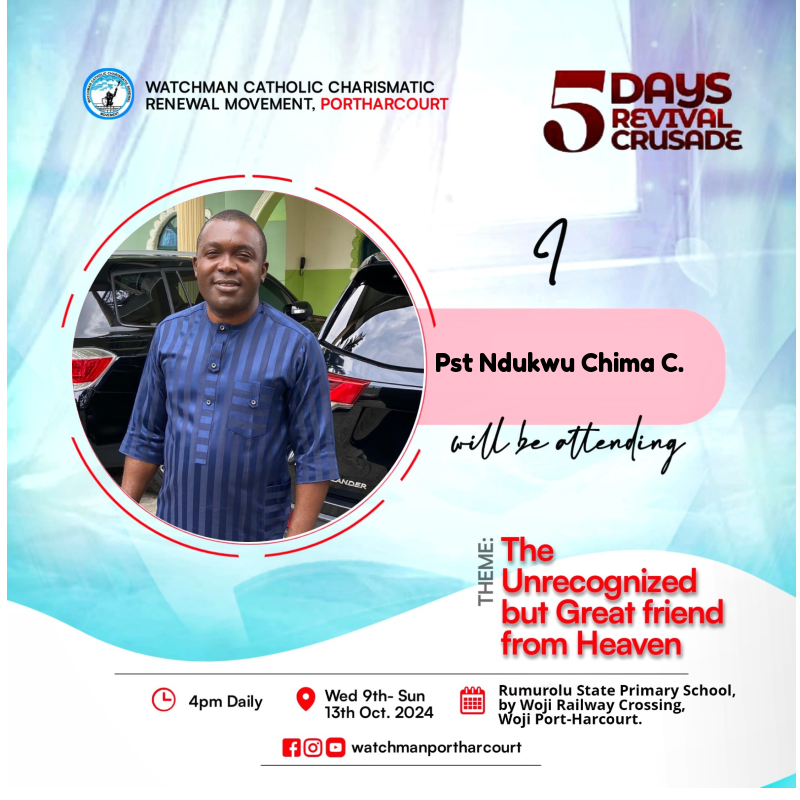 WATCHMAN CATHOLIC CHARISMATIC
RENEWAL MOVEMENT, PORTHARCOURT
5 DAYS
REVIVAL
CRUSADE
I
Pst Ndukwu Chima C.
will be attending
THEME:
The
Unrecognized
but Great friend
from Heaven
4pm Daily
Wed 9th- Sun
13th Oct. 2024
Rumurolu State Primary School,
by Woji Railway Crossing,
Woji Port-Harcourt.
watchmanportharcourt